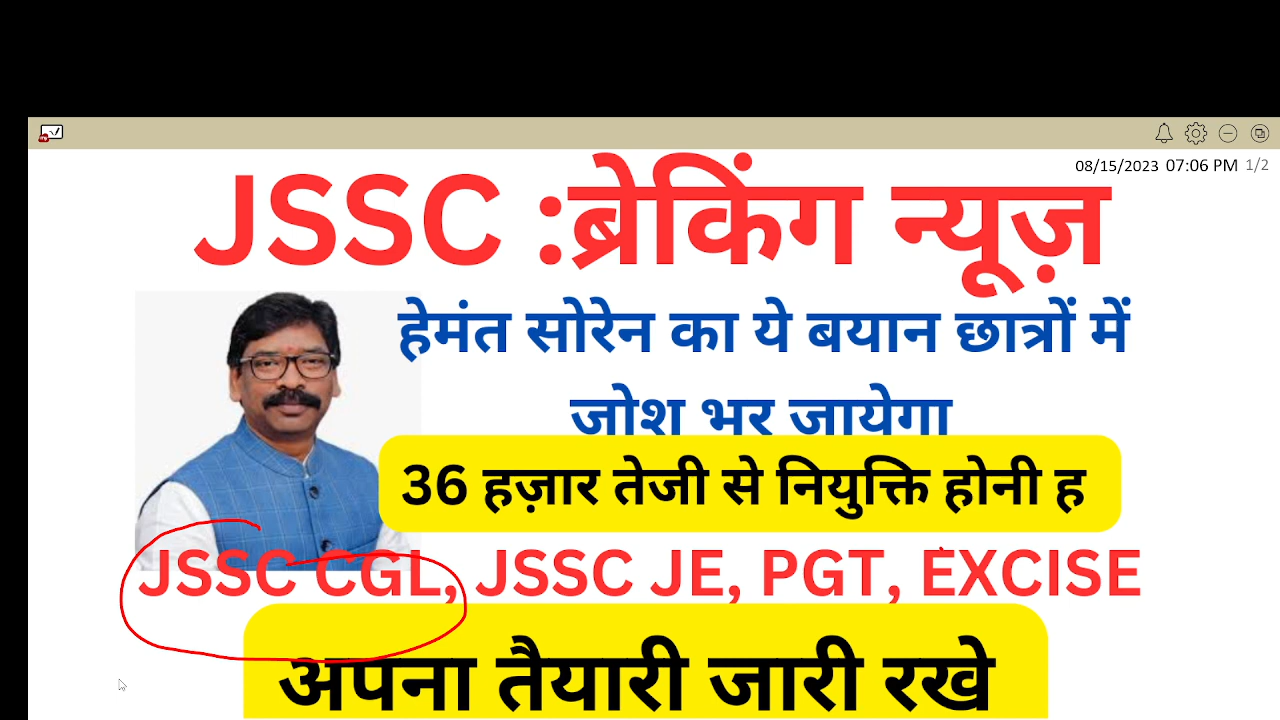 08/15/2023 07:06 PM 1/2
JSSC :ब्रेकिंग न्यूज़
हेमंत सोरेन का ये बयान छात्रों में
जोश भर जायेगा
36 हज़ार तेजी से नियुक्ति होनी ह
JSSC CGL, JSSC JE, PGT, EXCISE
अपना तैयारी जारी रखे